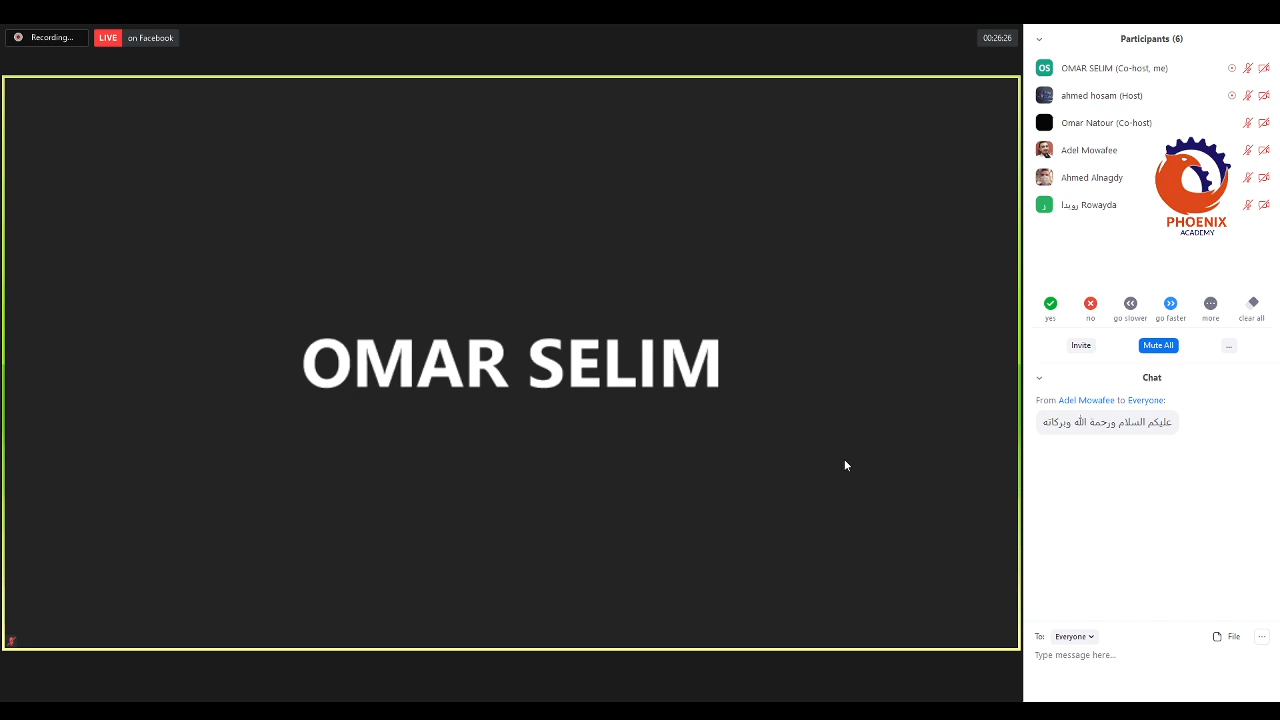 Recording...
LIVE on Facebook
00:26:26
OMAR SELIM
Participants (6)
OS OMAR SELIM (Co-host, me)
ahmed hosam (Host)
Omar Natour (Co-host)
Adel Mowafee
Ahmed Alnagdy
ر رويدا Rowayda
PHOENIX
ACADEMY
yes no go slower go faster more clear all
Invite Mute All ...
Chat
From Adel Mowafee to Everyone:
عليكم السلام ورحمة الله وبركاته
To: Everyone File ...
Type message here...